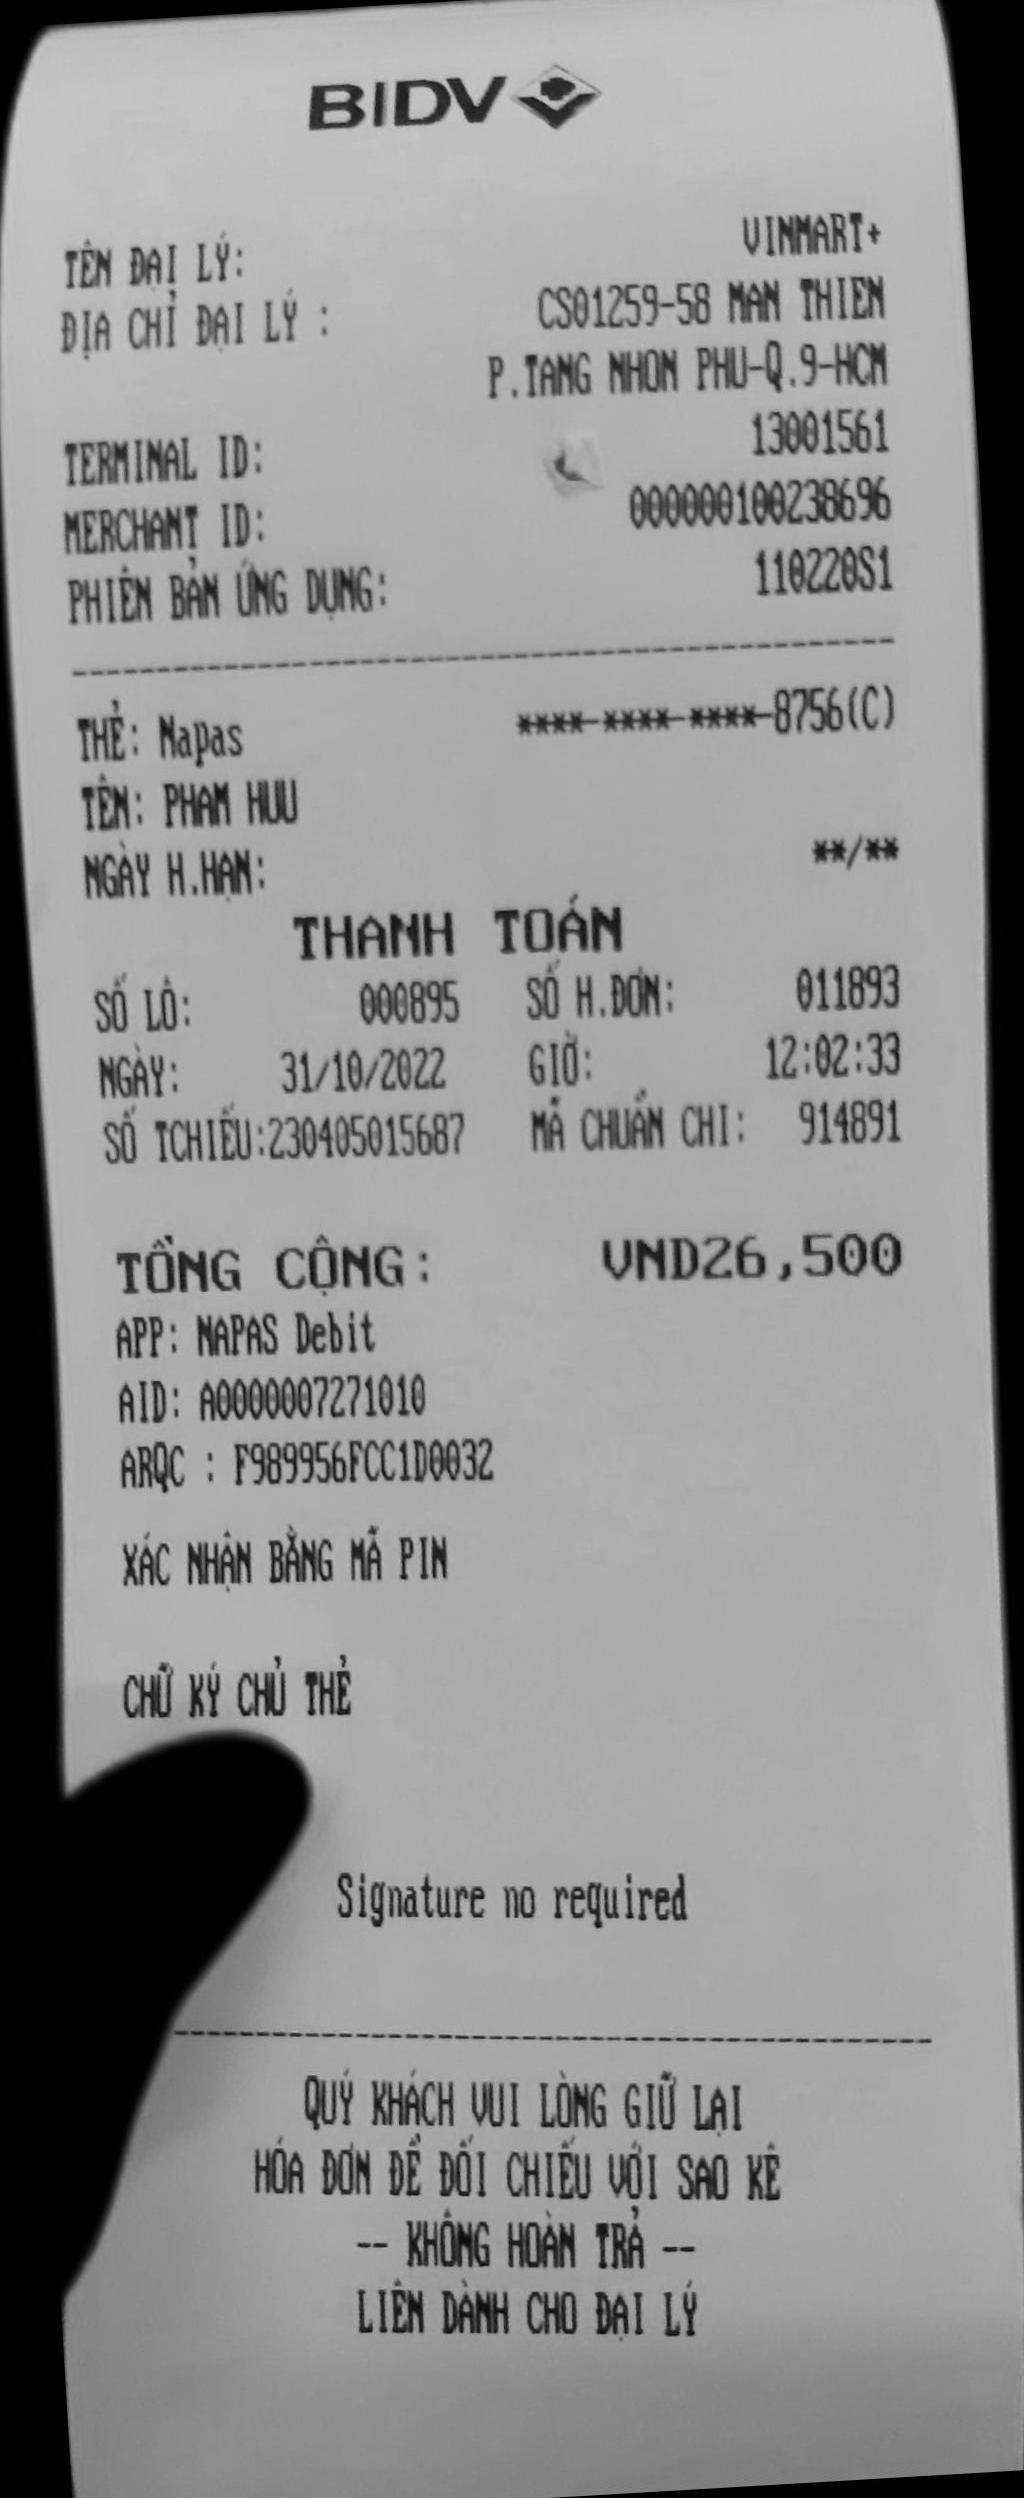 BIDV
TÊN ĐẠI LÝ: VINMART+
ĐỊA CHỈ ĐẠI LÝ : CS01259-58 MAN THIEN
P.TANG NHON PHU-Q.9-HCM
TERMINAL ID: 13001561
MERCHANT ID: 000000100238696
PHIÊN BẢN ỨNG DỤNG: 110220S1
THẺ: Napas ****-****-****-8756(C)
TÊN: PHAM HUU
NGÀY H.HẠN: **/**
THANH TOÁN
SỐ LÔ: 000895 SỐ H.ĐƠN: 011893
NGÀY: 31/10/2022 GIỜ: 12:02:33
SỐ TCHIẾU:230405015687 MÃ CHUẨN CHI: 914891
TỔNG CỘNG: VND26,500
APP: NAPAS Debit
AID: A0000007271010
ARQC : F989956FCC1D0032
XÁC NHẬN BẰNG MÃ PIN
CHỮ KÝ CHỦ THẺ
Signature no required
QUÝ KHÁCH VUI LÒNG GIỮ LẠI
HÓA ĐƠN ĐỂ ĐỐI CHIẾU VỚI SAO KÊ
-- KHÔNG HOÀN TRẢ --
LIÊN DÀNH CHO ĐẠI LÝ